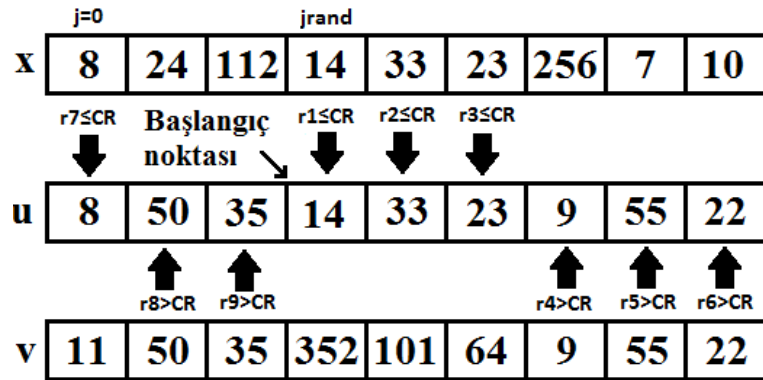 j=0 jrand
x 8 24 112 14 33 23 256 7 10
r7≤CR Başlangıç noktası r1≤CR r2≤CR r3≤CR
u 8 50 35 14 33 23 9 55 22
r8>CR r9>CR r4>CR r5>CR r6>CR
v 11 50 35 352 101 64 9 55 22